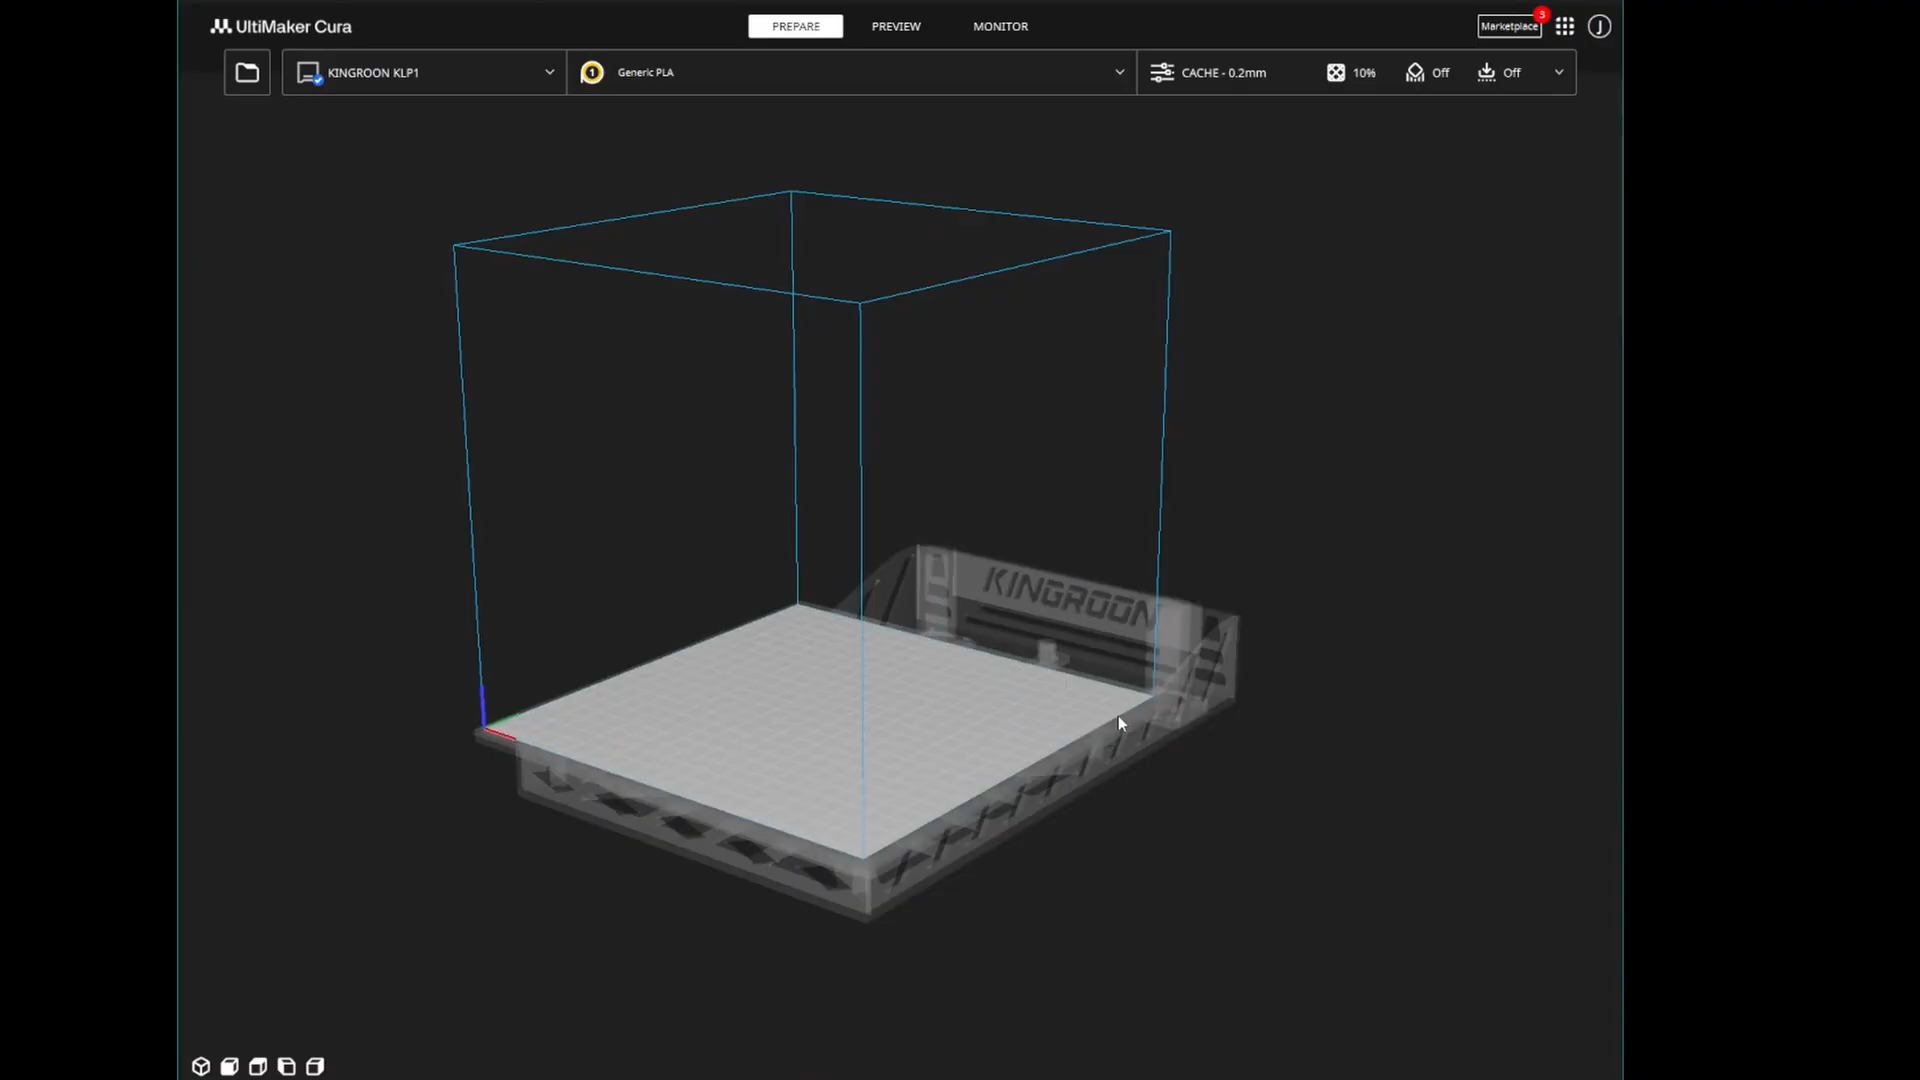 UltiMaker Cura
PREPARE
PREVIEW
MONITOR
Marketplace
3
J
KINGROON KLP1
1
Generic PLA
CACHE - 0.2mm
10%
Off
Off
KINGROON